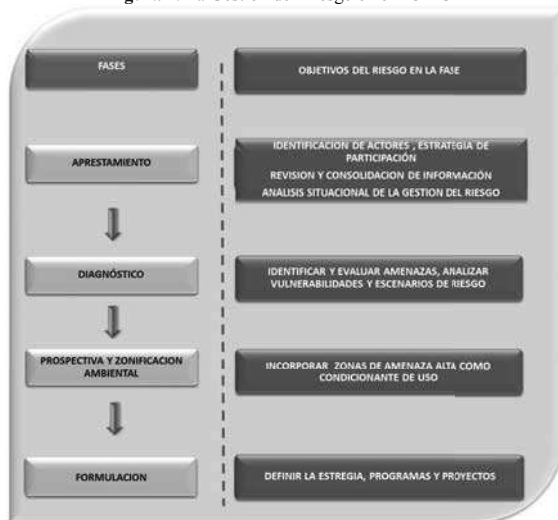 FASES
OBJETIVOS DEL RIESGO EN LA FASE
APRESTAMIENTO
IDENTIFICACION DE ACTORES , ESTRATEGIA DE
PARTICIPACIÓN
REVISION Y CONSOLIDACION DE INFORMACIÓN
ANALISIS SITUACIONAL DE LA GESTION DEL RIESGO
DIAGNÓSTICO
IDENTIFICAR Y EVALUAR AMENAZAS, ANALIZAR
VULNERABILIDADES Y ESCENARIOS DE RIESGO
PROSPECTIVA Y ZONIFICACION
AMBIENTAL
INCORPORAR ZONAS DE AMENAZA ALTA COMO
CONDICIONANTE DE USO
FORMULACION
DEFINIR LA ESTREGIA, PROGRAMAS Y PROYECTOS